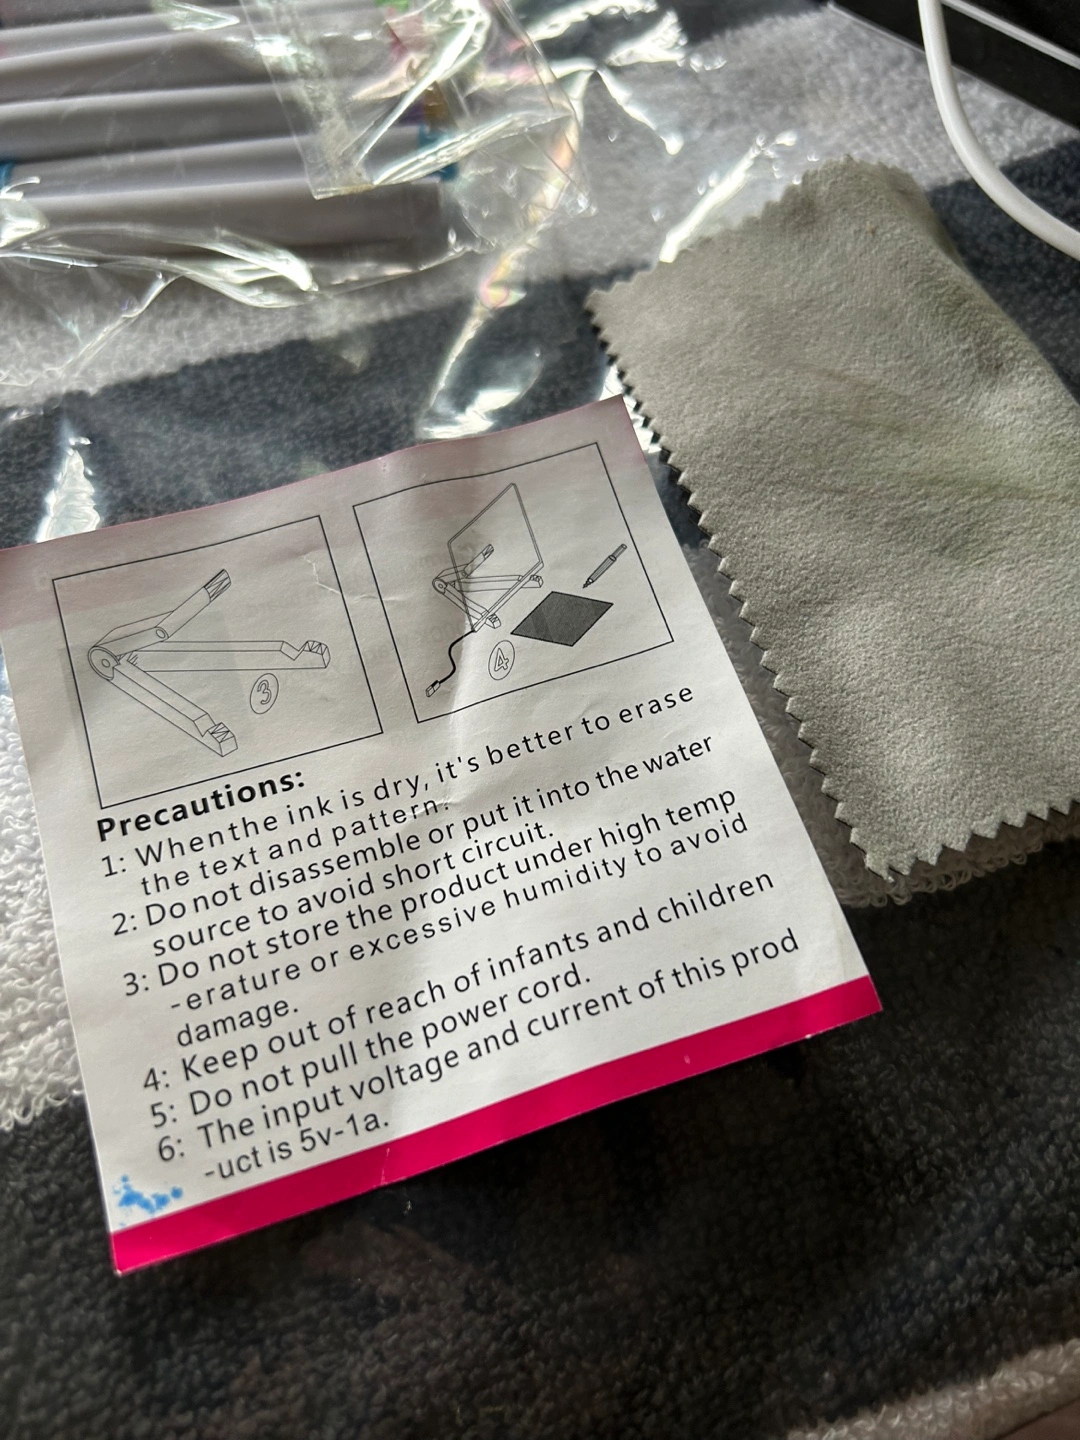 3
4
Precautions:
1: Whenthe ink is dry, it's better to erase
the text and pattern.
2: Do not disassemble or put it into the water
source to avoid short circuit.
3: Do not store the product under high temp
-erature or excessive humidity to avoid
damage.
4: Keep out of reach of infants and children
5: Do not pull the power cord.
6: The input voltage and current of this prod
-uct is 5v-1a.